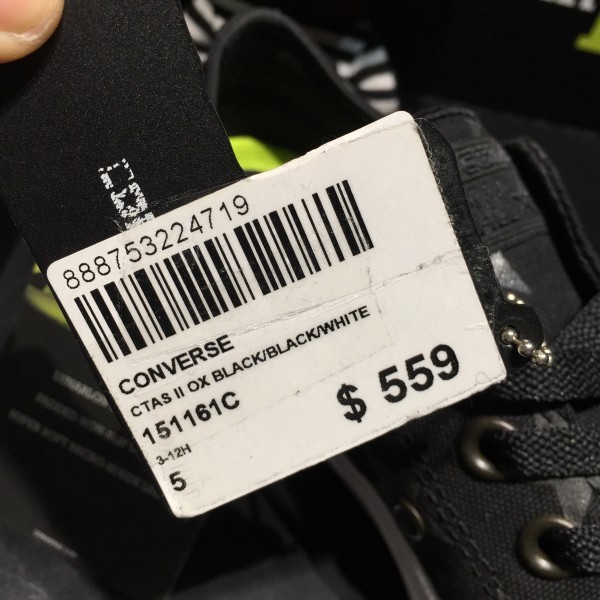 888753224719
CONVERSE
CTAS II OX BLACK/BLACK/WHITE
151161C
$ 559
3-12H
5